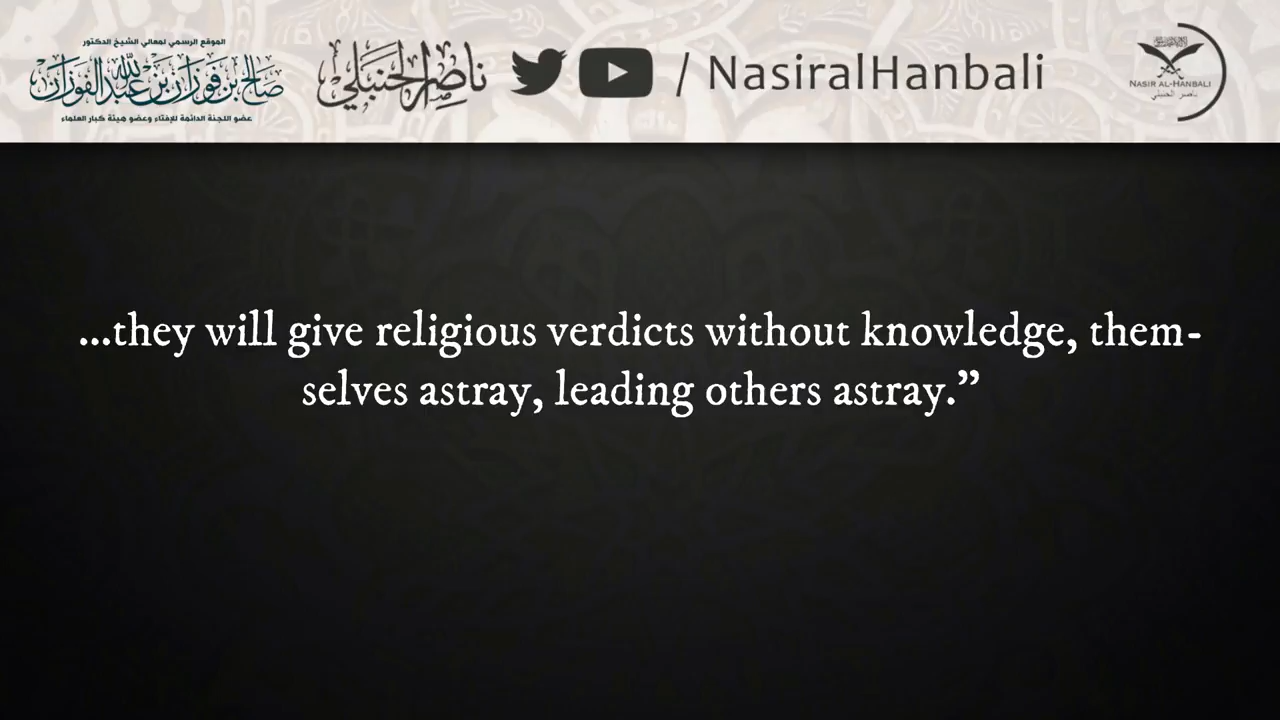 الموقع الرسمي لمعالي الشيخ الدكتور
صالح بن فوزان بن عبدالله الفوزان
عضو اللجنة الدائمة للإفتاء وعضو هيئة كبار العلماء
ناصر الحنبلي
/ NasiralHanbali
NASIR AL-HANBALI
ناصر الحنبلي
...they will give religious verdicts without knowledge, them-
selves astray, leading others astray.”